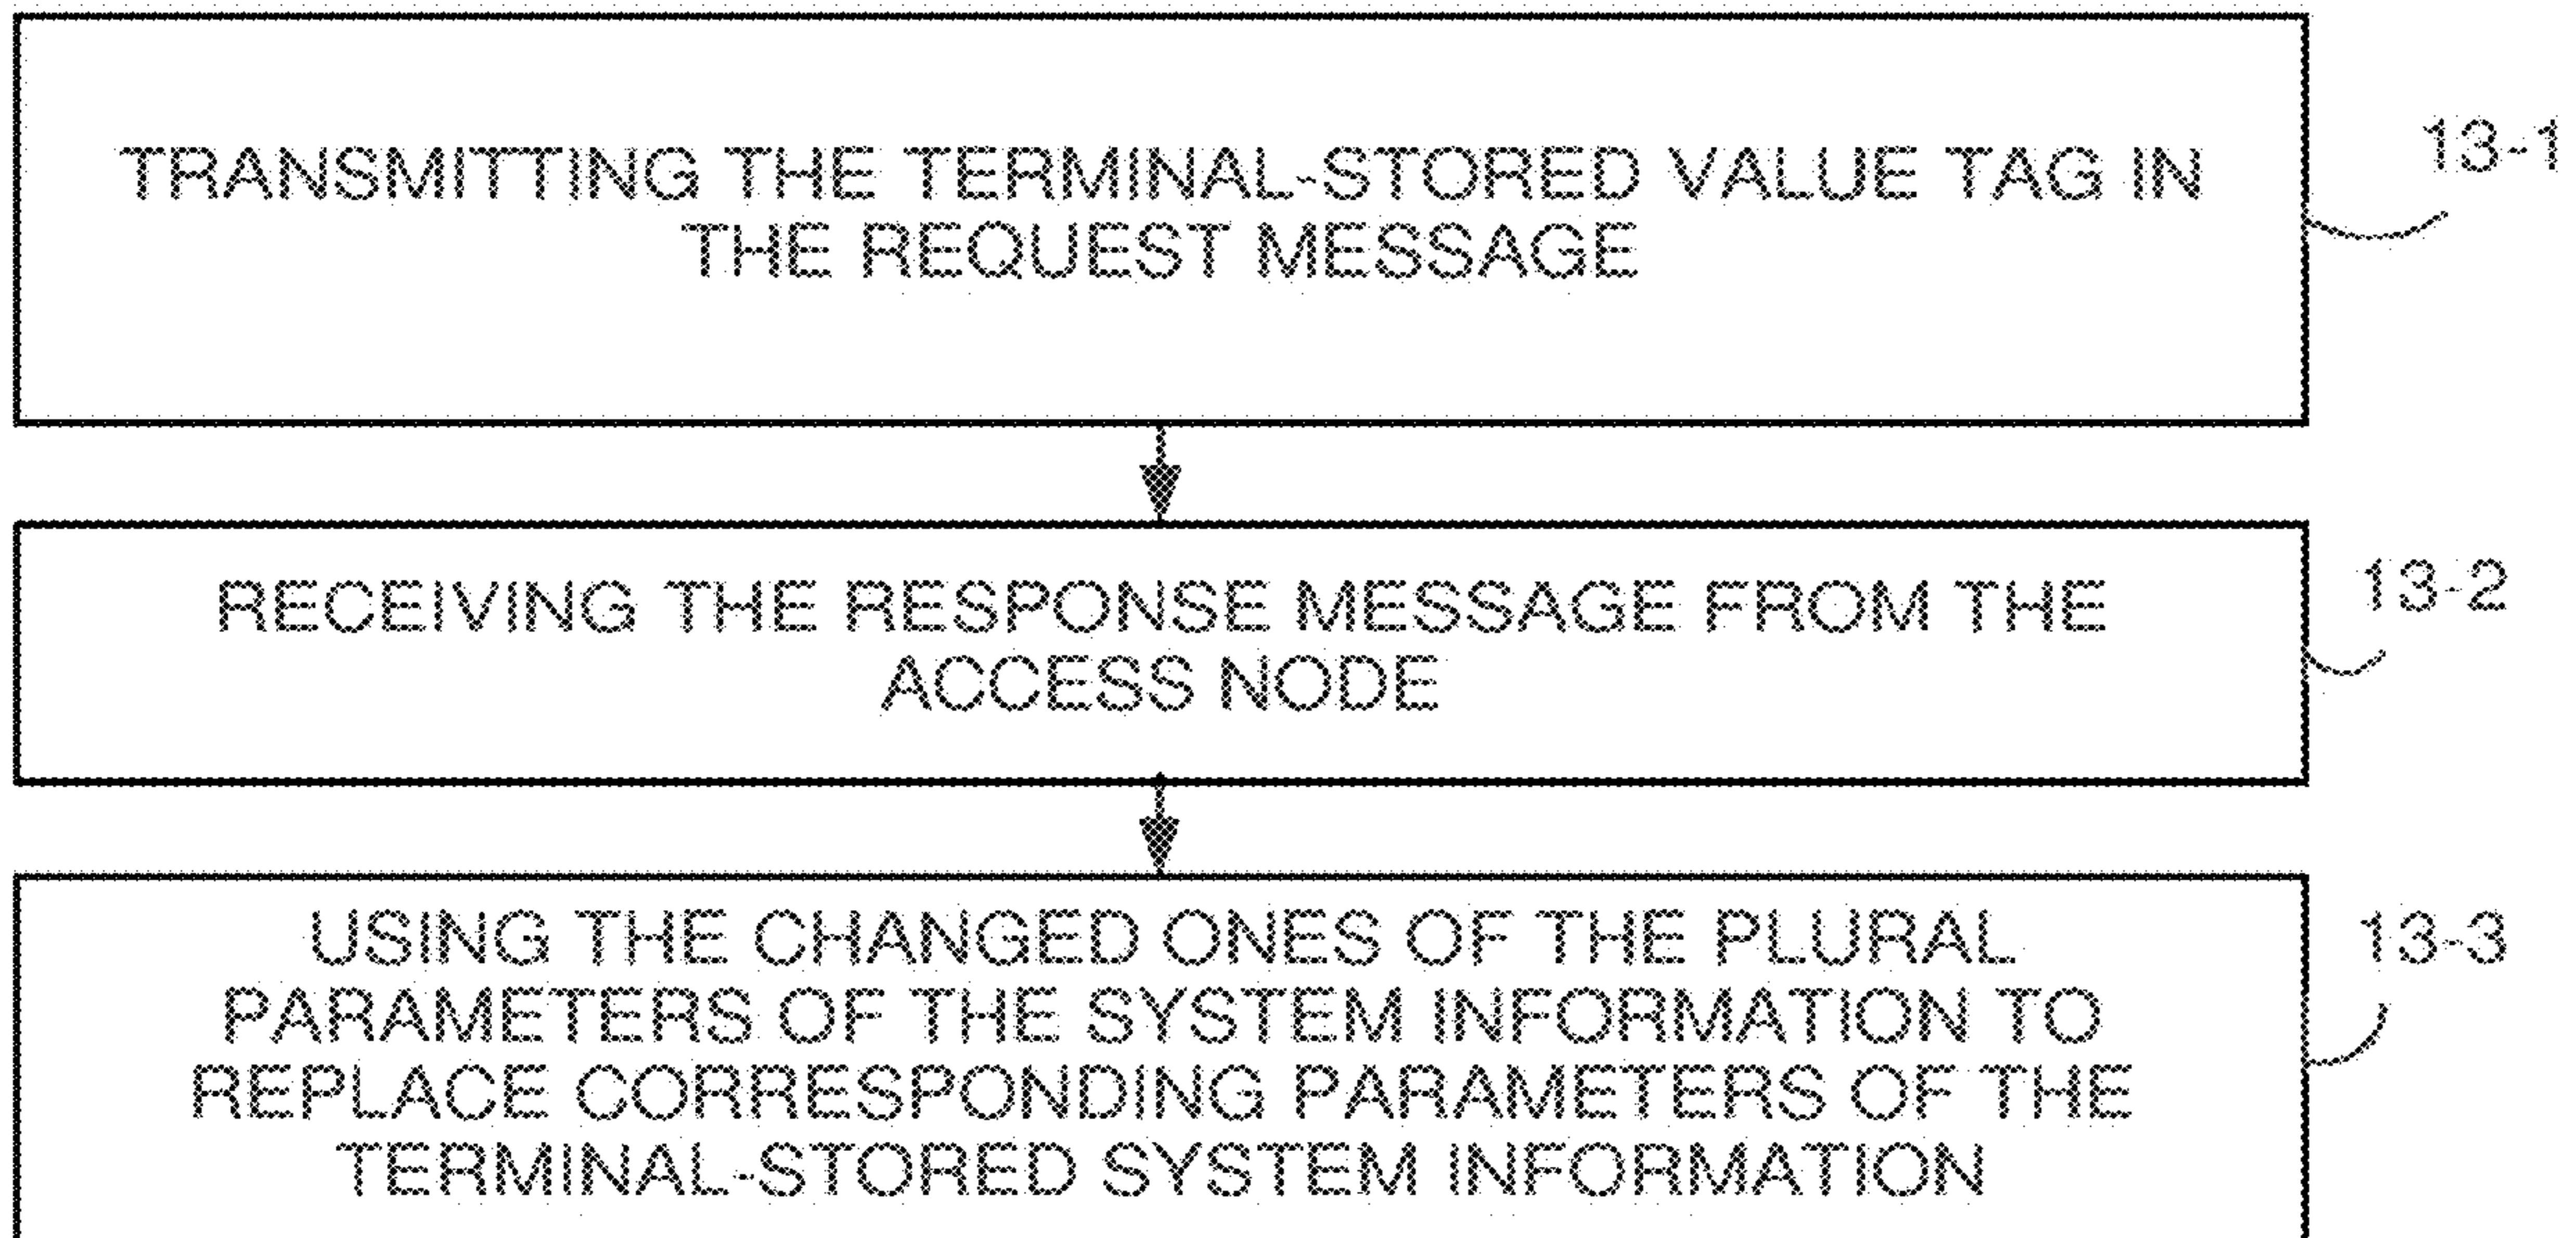 TRANSMITTING THE TERMINAL-STORED VALUE TAG IN
THE REQUEST MESSAGE
13-1
RECEIVING THE RESPONSE MESSAGE FROM THE
ACCESS NODE
13-2
USING THE CHANGED ONES OF THE PLURAL
PARAMETERS OF THE SYSTEM INFORMATION TO
REPLACE CORRESPONDING PARAMETERS OF THE
TERMINAL-STORED SYSTEM INFORMATION
13-3